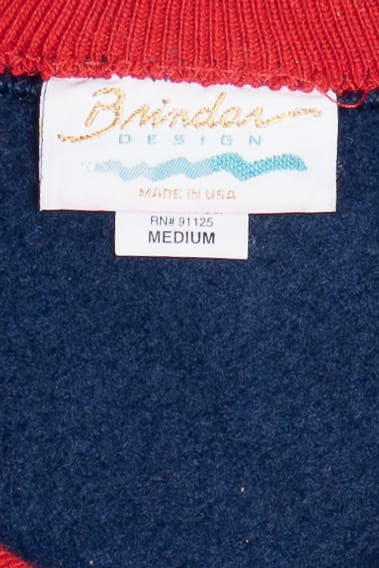 Brindar
DESIGN
MADE IN USA
RN# 91125
MEDIUM